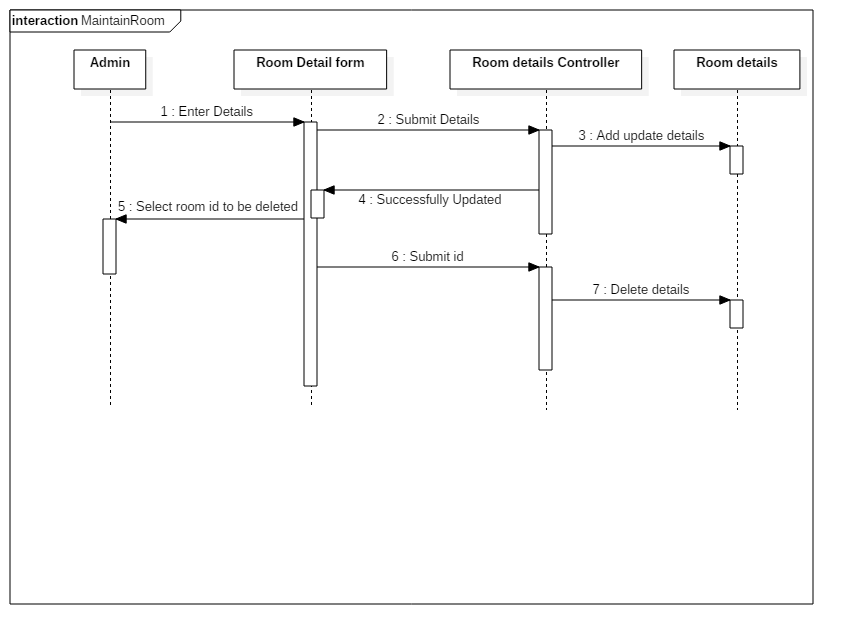 interaction MaintainRoom
Admin
Room Detail form
Room details Controller
Room details
1 : Enter Details
2 : Submit Details
3 : Add update details
4 : Successfully Updated
5 : Select room id to be deleted
6 : Submit id
7 : Delete details